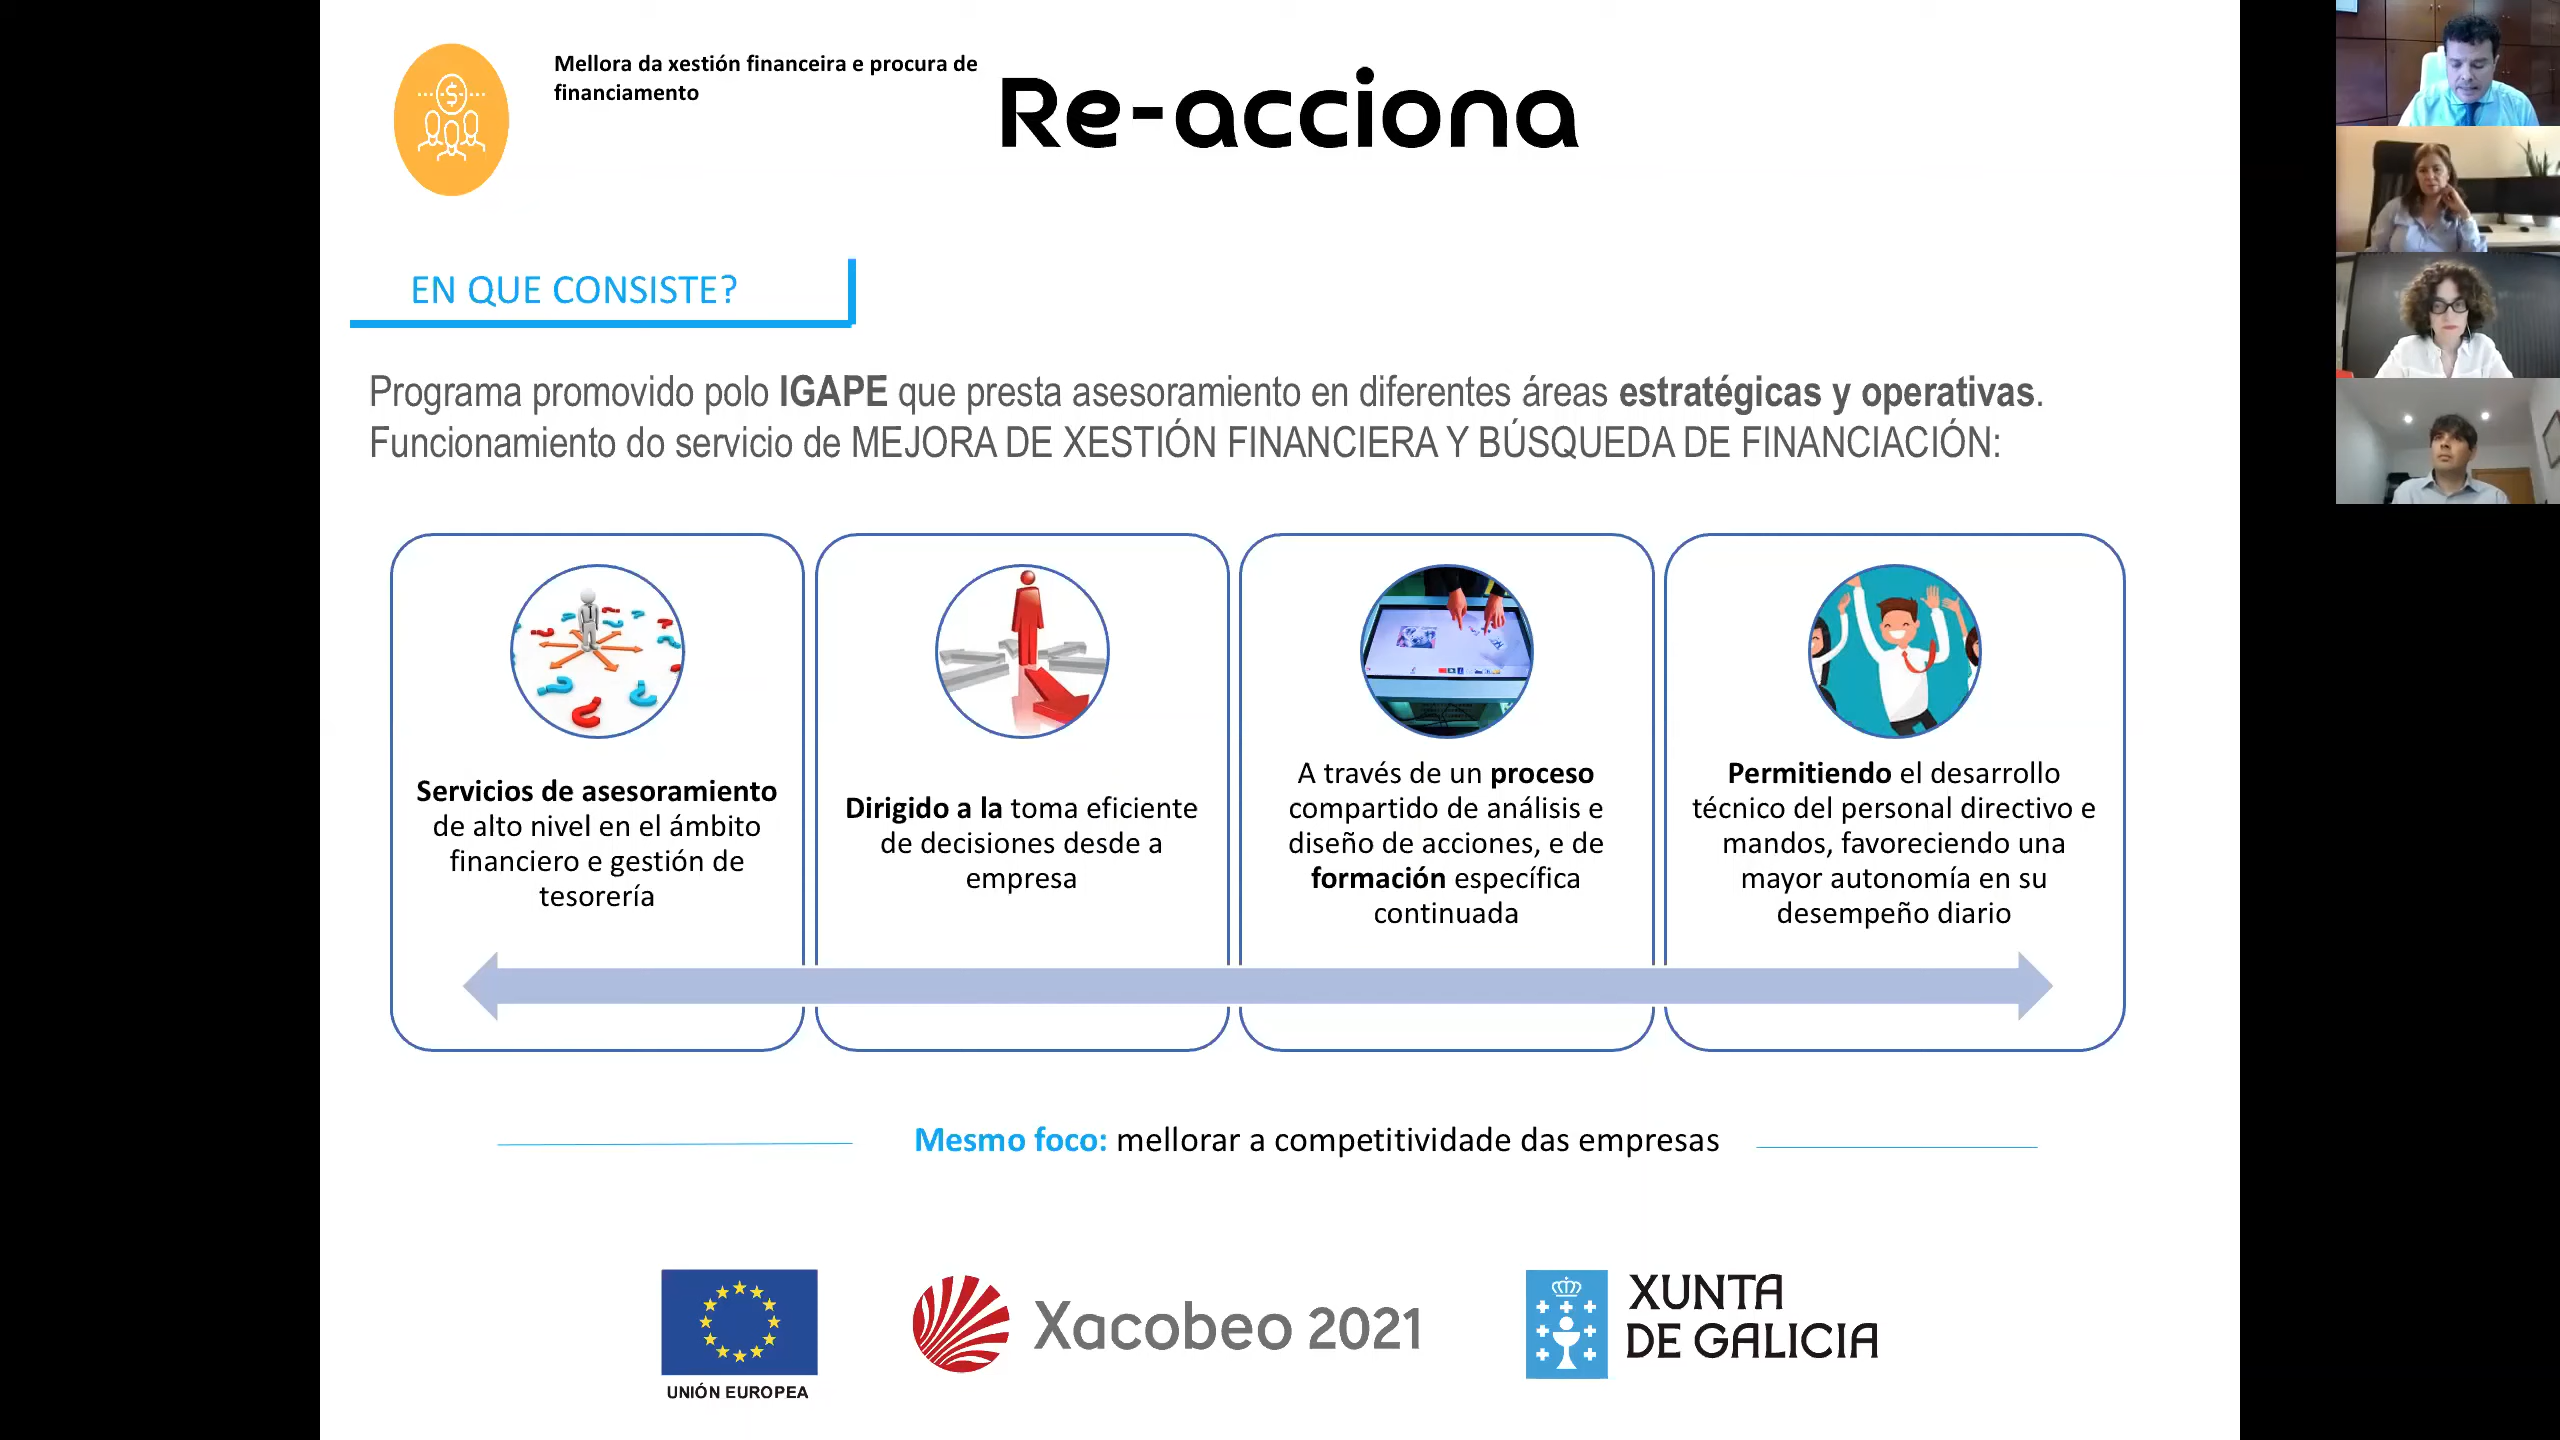 Mellora da xestión financeira e procura de
financiamento
Re-acciona
EN QUE CONSISTE?
Programa promovido polo IGAPE que presta asesoramiento en diferentes áreas estratégicas y operativas.
Funcionamiento do servicio de MEJORA DE XESTIÓN FINANCIERA Y BÚSQUEDA DE FINANCIACIÓN:
Servicios de asesoramiento
de alto nivel en el ámbito
financiero e gestión de
tesorería
Dirigido a la toma eficiente
de decisiones desde a
empresa
A través de un proceso
compartido de análisis e
diseño de acciones, e de
formación específica
continuada
Permitiendo el desarrollo
técnico del personal directivo e
mandos, favoreciendo una
mayor autonomía en su
desempeño diario
Mesmo foco: mellorar a competitividade das empresas
UNIÓN EUROPEA
Xacobeo 2021
XUNTA
DE GALICIA